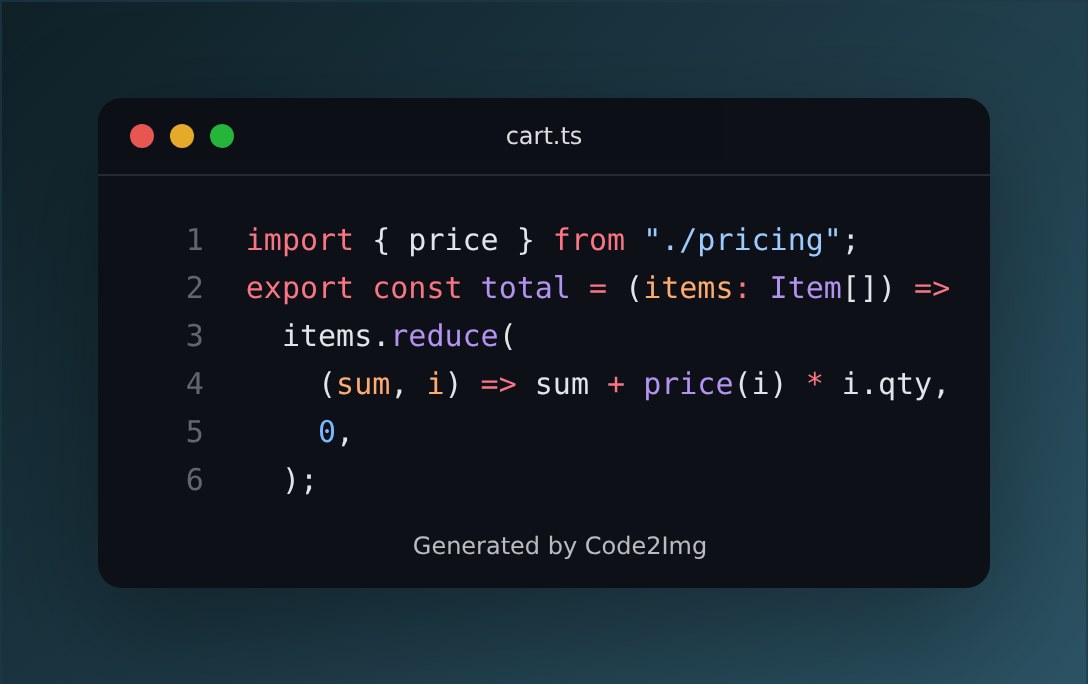 cart.ts
1 import { price } from "./pricing";
2 export const total = (items: Item[]) =>
3   items.reduce(
4     (sum, i) => sum + price(i) * i.qty,
5     0,
6   );
Generated by Code2Img